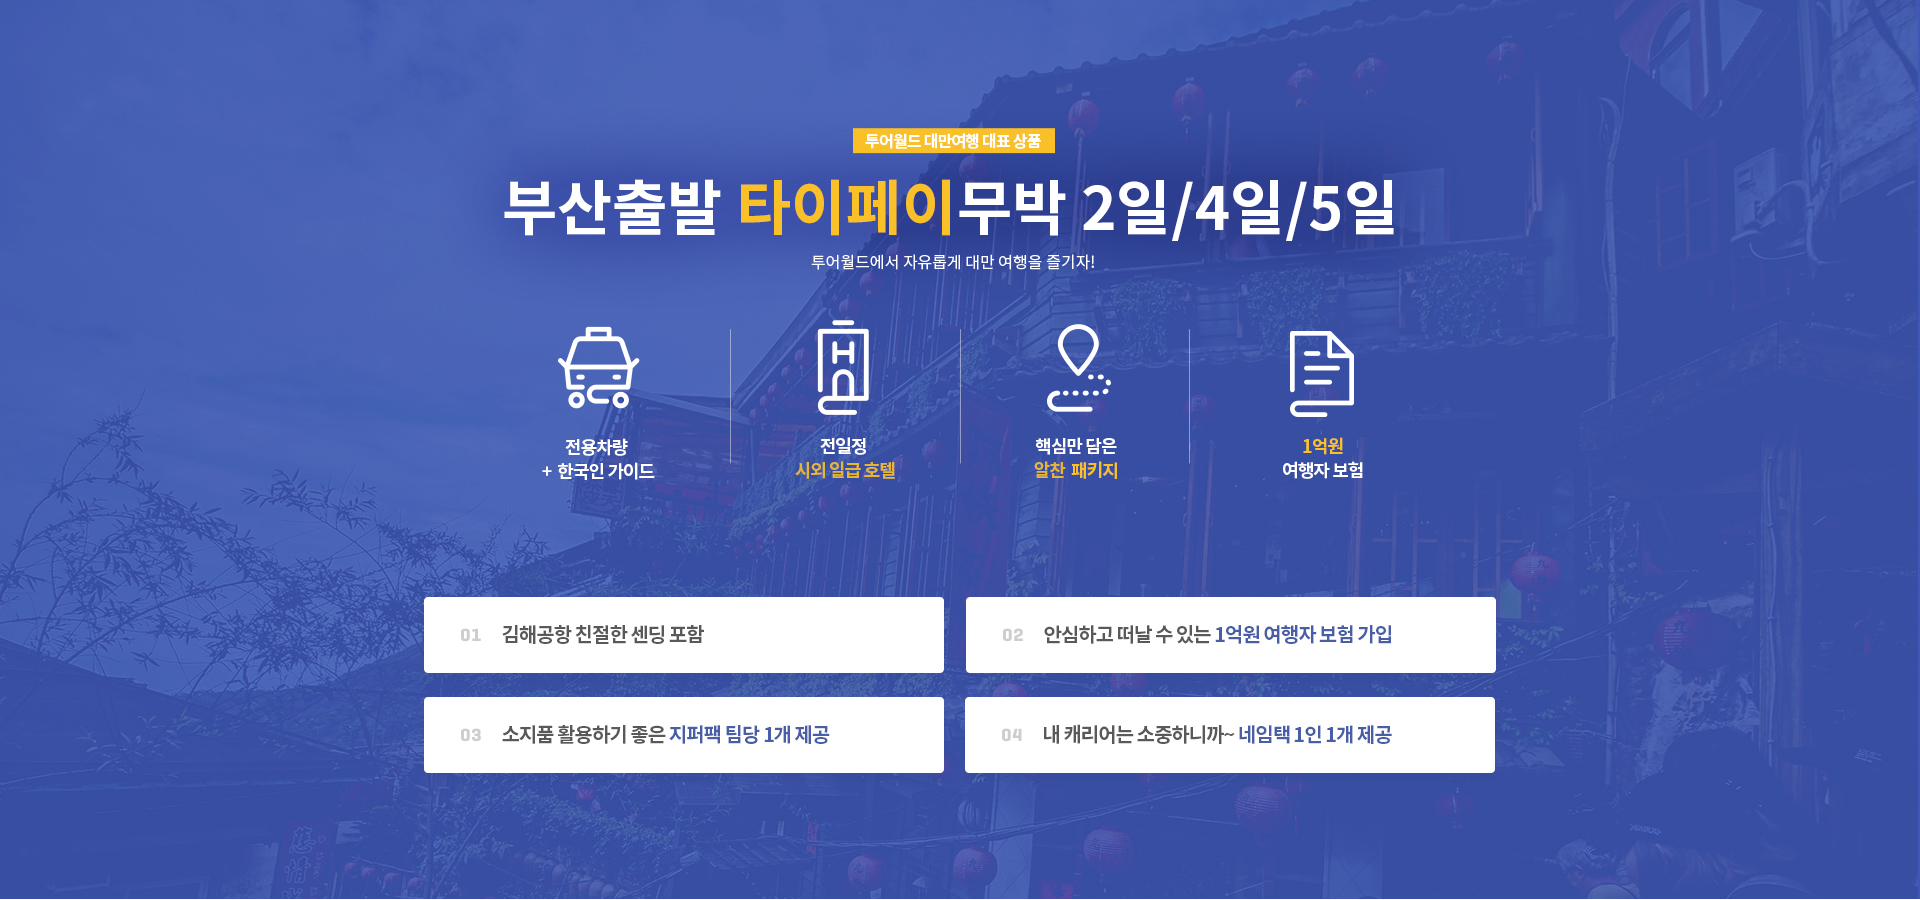 투어월드 대만여행 대표 상품
부산출발 타이페이무박 2일/4일/5일
투어월드에서 자유롭게 대만 여행을 즐기자!
전용차량
+ 한국인 가이드
전일정
시외 일급 호텔
핵심만 담은
알찬 패키지
1억원
여행자 보험
01 김해공항 친절한 센딩 포함
02 안심하고 떠날 수 있는 1억원 여행자 보험 가입
03 소지품 활용하기 좋은 지퍼팩 팀당 1개 제공
04 내 캐리어는 소중하니까~ 네임택 1인 1개 제공
悲情